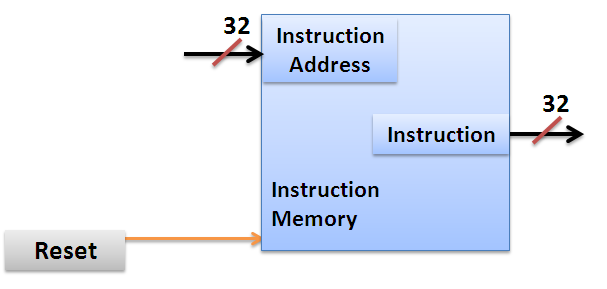 32
Instruction
Address
32
Instruction
Instruction
Memory
Reset